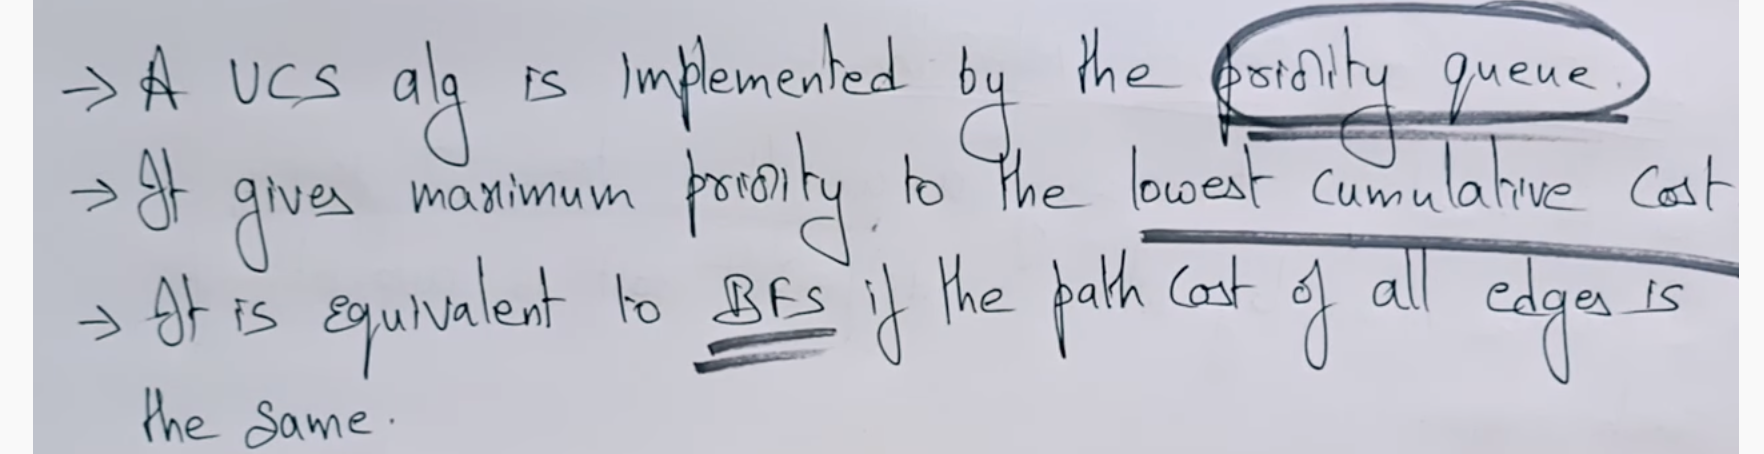 → A UCS alg is implemented by the priority queue.
→ It gives maximum priority to the lowest cumulative cost
→ It is equivalent to BFS if the path cost of all edges is
the same.